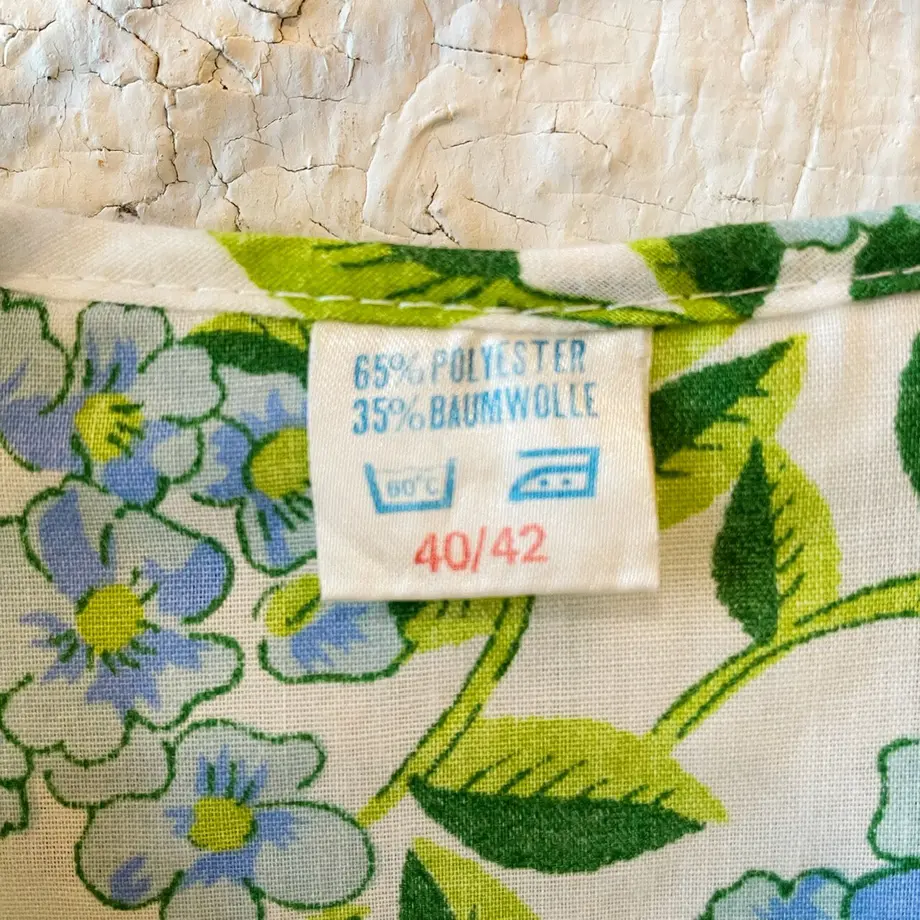 65% POLYESTER
35% BAUMWOLLE
60°C
40/42